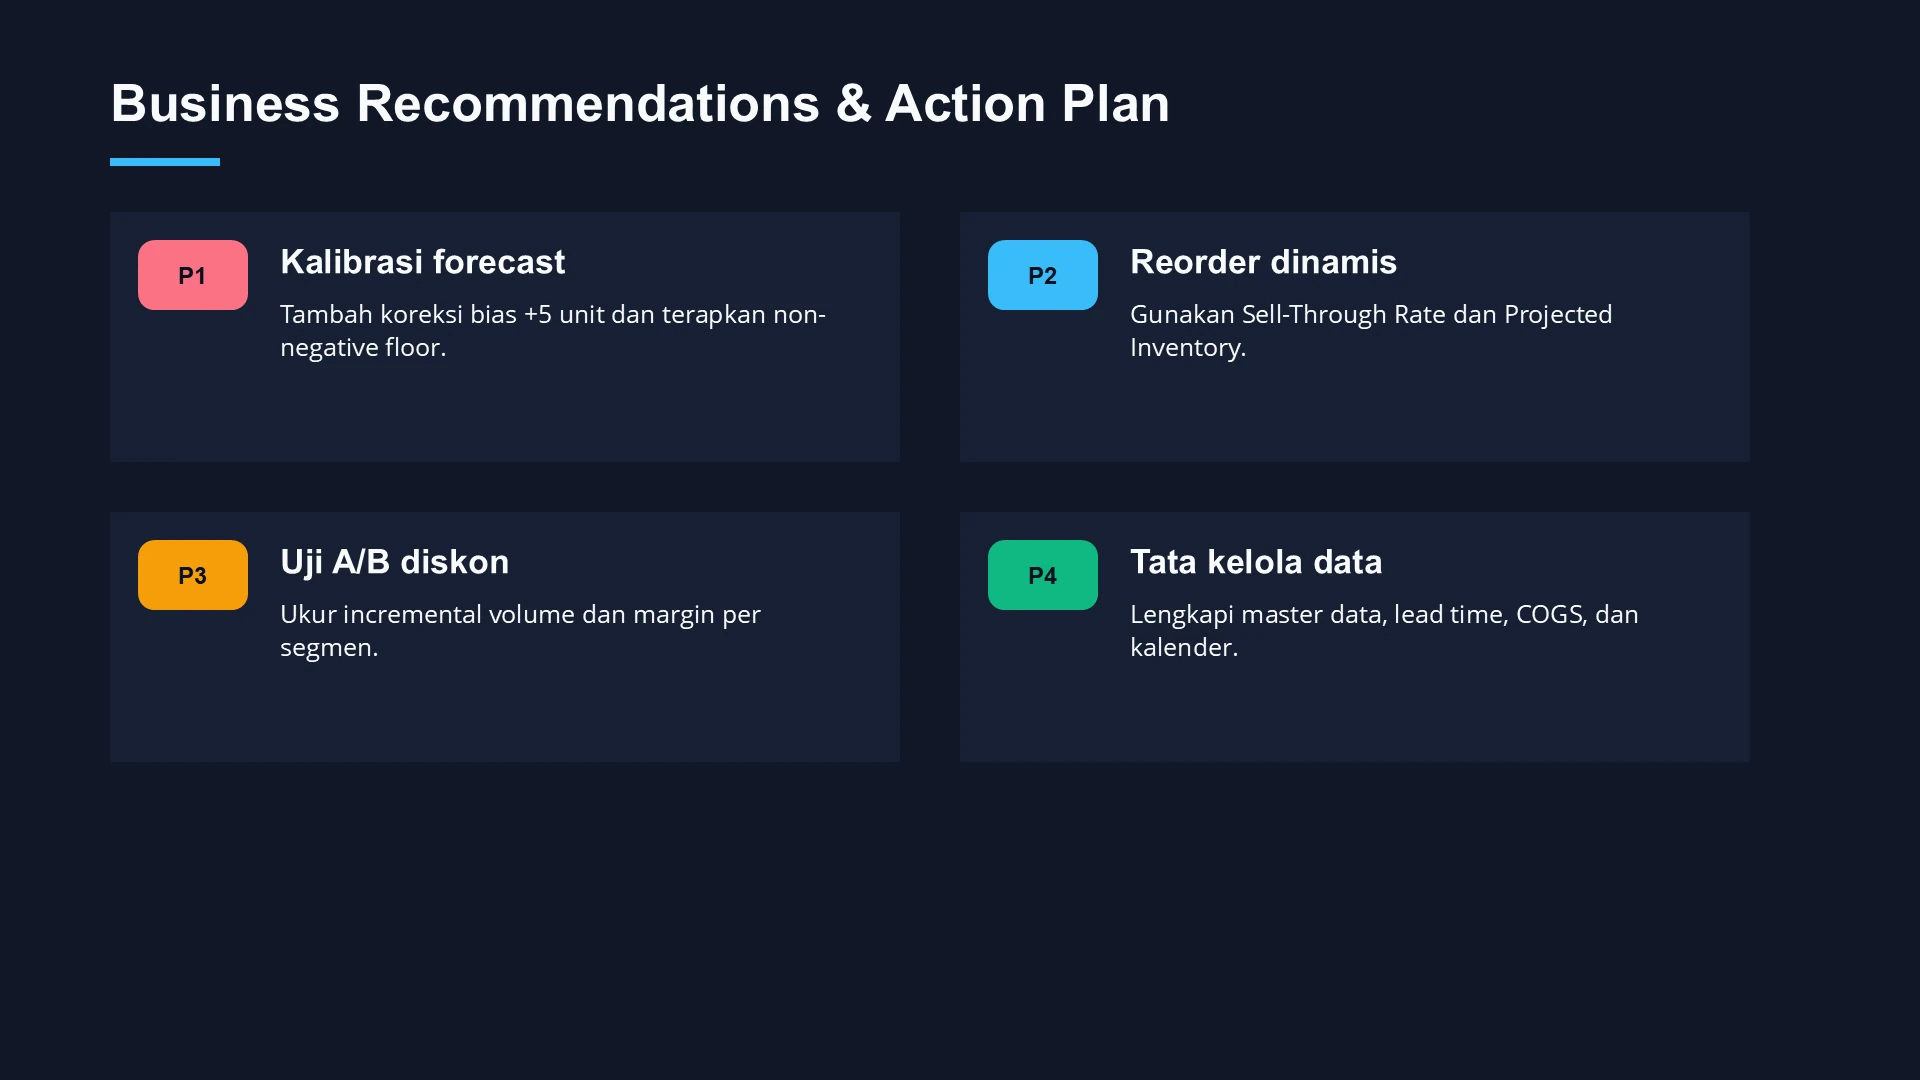 Business Recommendations & Action Plan
P1
Kalibrasi forecast
Tambah koreksi bias +5 unit dan terapkan non-
negative floor.
P2
Reorder dinamis
Gunakan Sell-Through Rate dan Projected
Inventory.
P3
Uji A/B diskon
Ukur incremental volume dan margin per
segmen.
P4
Tata kelola data
Lengkapi master data, lead time, COGS, dan
kalender.